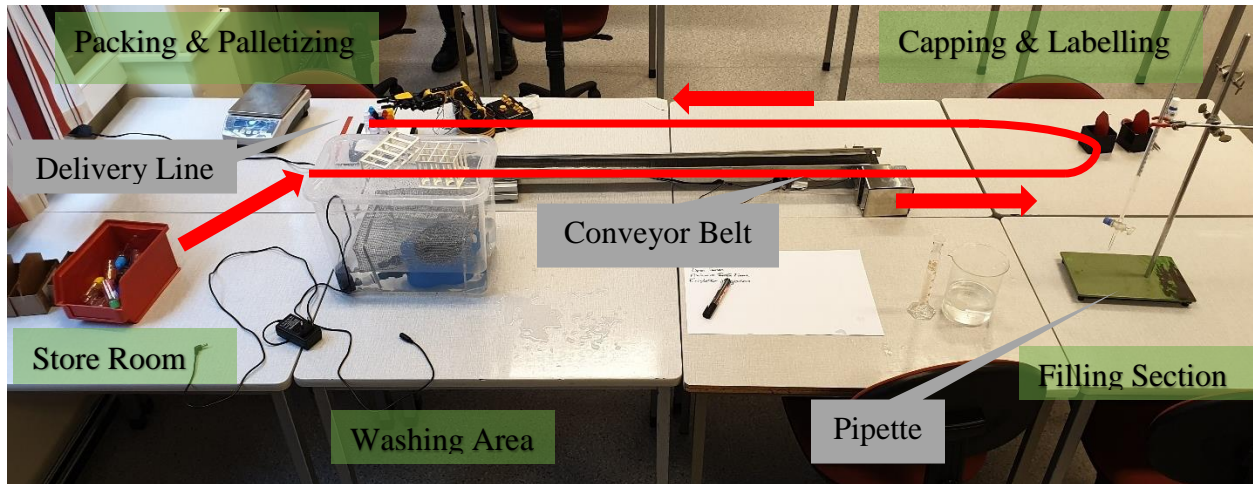 Packing & Palletizing
Capping & Labelling
Delivery Line
Conveyor Belt
Store Room
Filling Section
Washing Area
Pipette